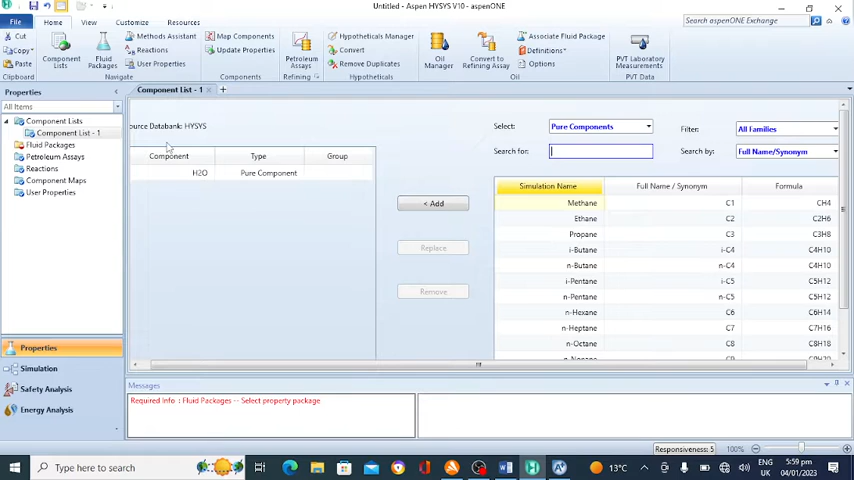 Untitled - Aspen HYSYS V10 - aspenONE
File
Home
View
Customize
Resources
Search aspenONE Exchange
Cut
Copy
Paste
Clipboard
Component Lists
Fluid Packages
Methods Assistant
Reactions
User Properties
Navigate
Map Components
Update Properties
Components
Petroleum Assays
Refining
Hypotheticals Manager
Convert
Remove Duplicates
Hypotheticals
Oil Manager
Convert to Refining Assay
Associate Fluid Package
Definitions
Options
Oil
PVT Laboratory Measurements
PVT Data
Properties
All Items
Component Lists
Component List - 1
Fluid Packages
Petroleum Assays
Reactions
Component Maps
User Properties
Properties
Simulation
Safety Analysis
Energy Analysis
Component List - 1
ource Databank: HYSYS
Component Type Group
H2O Pure Component
< Add
Replace
Remove
Select: Pure Components Filter: All Families
Search for: Search by: Full Name/Synonym
Simulation Name Full Name / Synonym Formula
Methane C1 CH4
Ethane C2 C2H6
Propane C3 C3H8
i-Butane i-C4 C4H10
n-Butane n-C4 C4H10
i-Pentane i-C5 C5H12
n-Pentane n-C5 C5H12
n-Hexane C6 C6H14
n-Heptane C7 C7H16
n-Octane C8 C8H18
n-Nonane C9 C9H20
Messages
Required Info : Fluid Packages -- Select property package
Responsiveness: 5 100%
Type here to search
13°C
ENG
UK
5:59 pm
04/01/2023